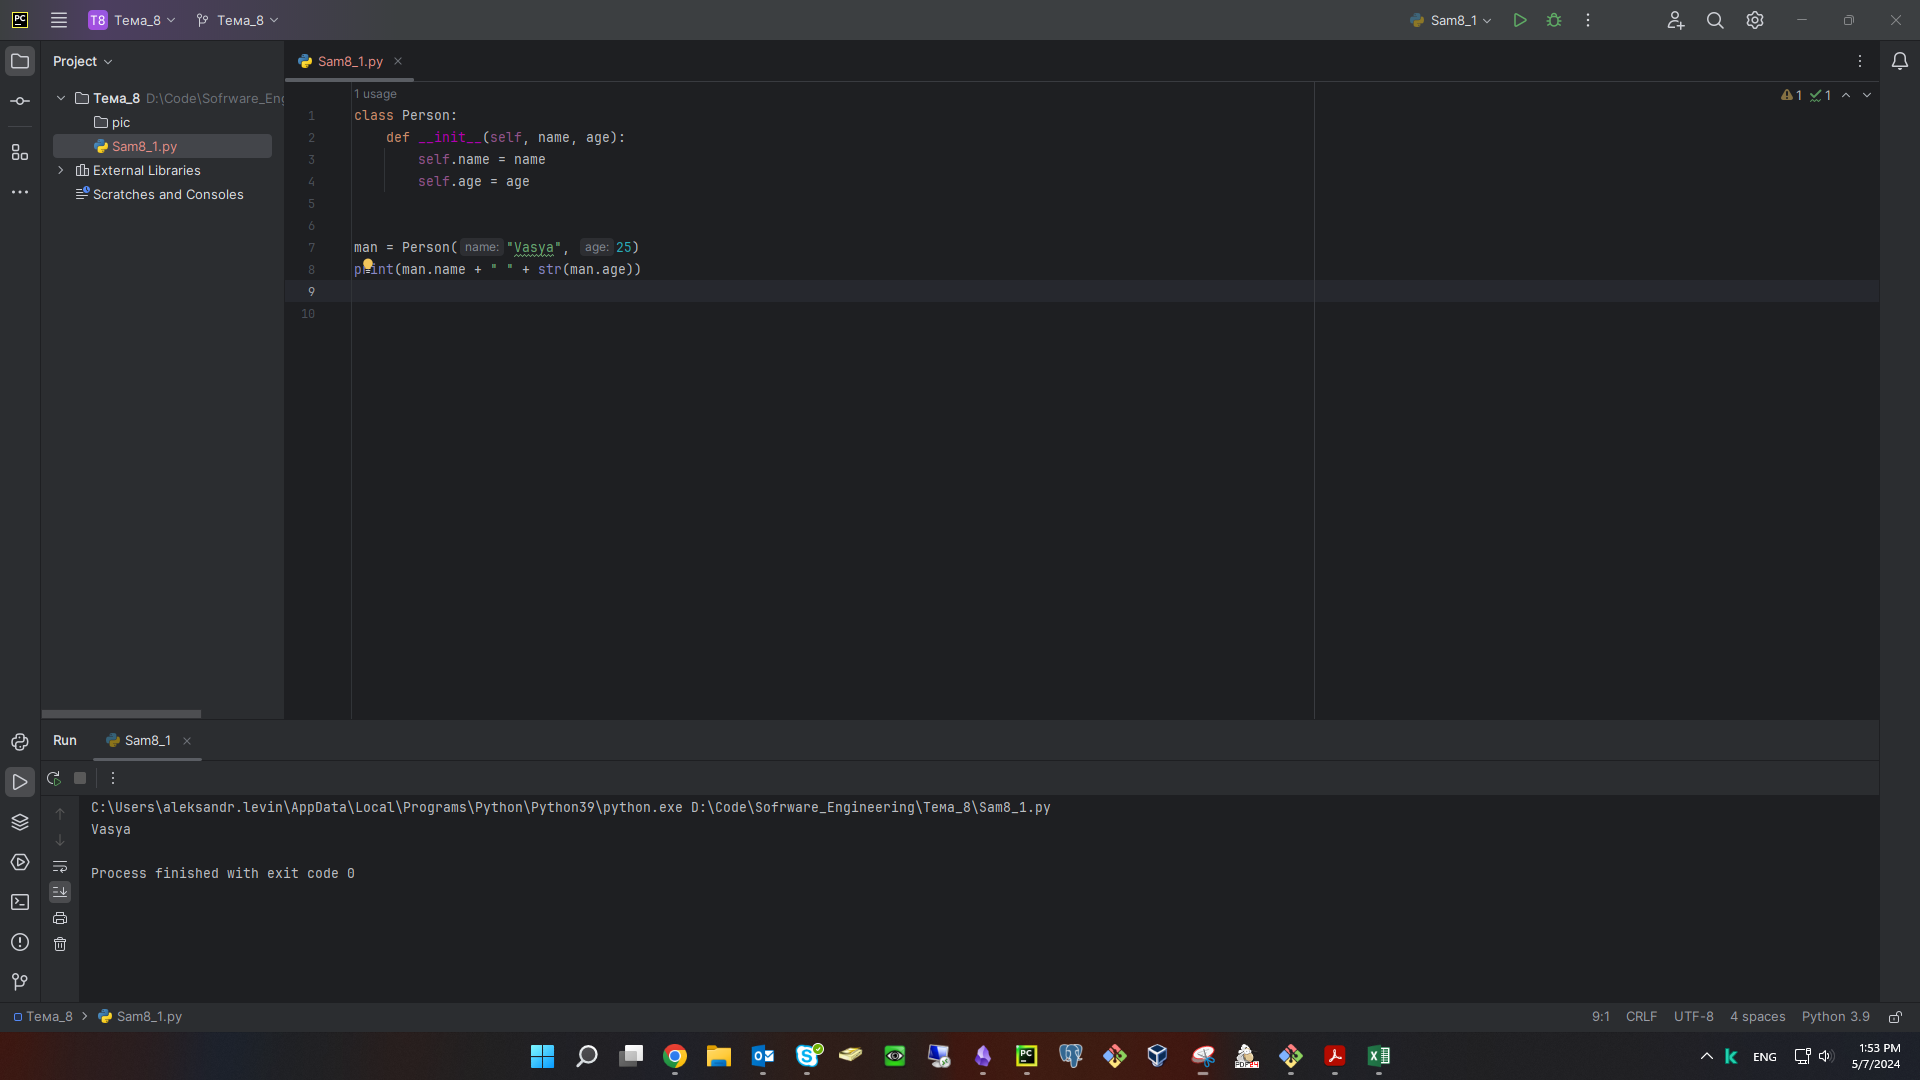 PC T8 Тема_8 Тема_8 Sam8_1
Project
Sam8_1.py
Тема_8 D:\Code\Sofrware_Eng
pic
Sam8_1.py
External Libraries
Scratches and Consoles
1 usage
1 1
1 class Person:
2 def __init__(self, name, age):
3 self.name = name
4 self.age = age
5
6
7 man = Person( name: "Vasya", age: 25)
8 print(man.name + " " + str(man.age))
9
10
Run Sam8_1
C:\Users\aleksandr.levin\AppData\Local\Programs\Python\Python39\python.exe D:\Code\Sofrware_Engineering\Тема_8\Sam8_1.py
Vasya
Process finished with exit code 0
Тема_8 Sam8_1.py 9:1 CRLF UTF-8 4 spaces Python 3.9
PC
ENG
1:53 PM
5/7/2024